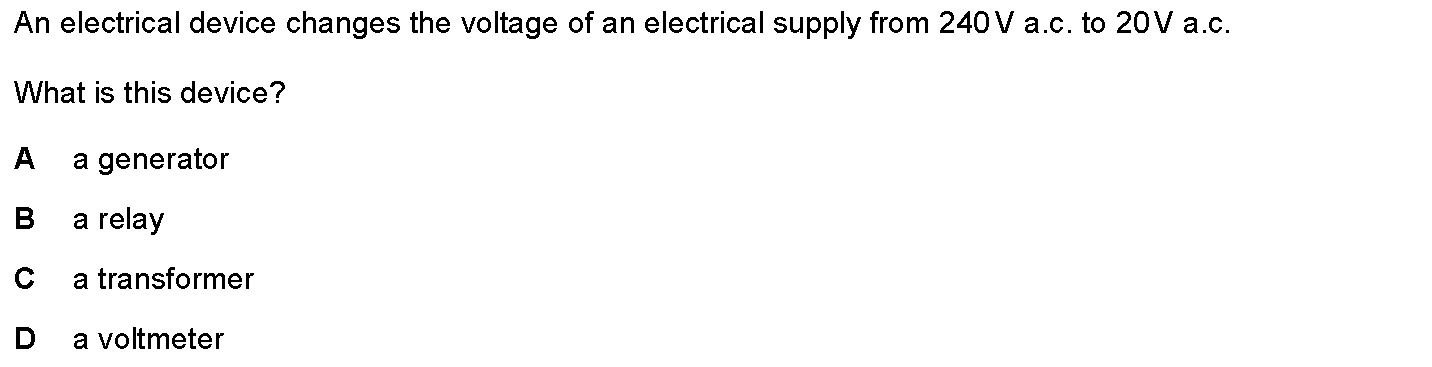 An electrical device changes the voltage of an electrical supply from 240 V a.c. to 20 V a.c.
What is this device?
A a generator
B a relay
C a transformer
D a voltmeter